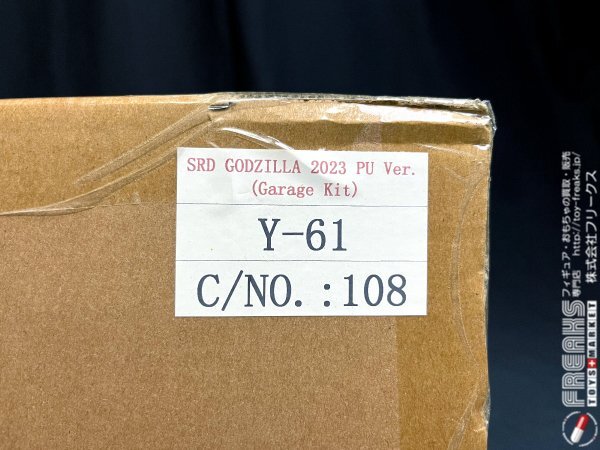 SRD GODZILLA 2023 PU Ver.
(Garage Kit)
Y-61
C/NO.:108
フィギュア・おもちゃの買取・販売
専門店 http://toy-freaks.jp/
株式会社フリークス
FREAKS
TOYS+MARKET